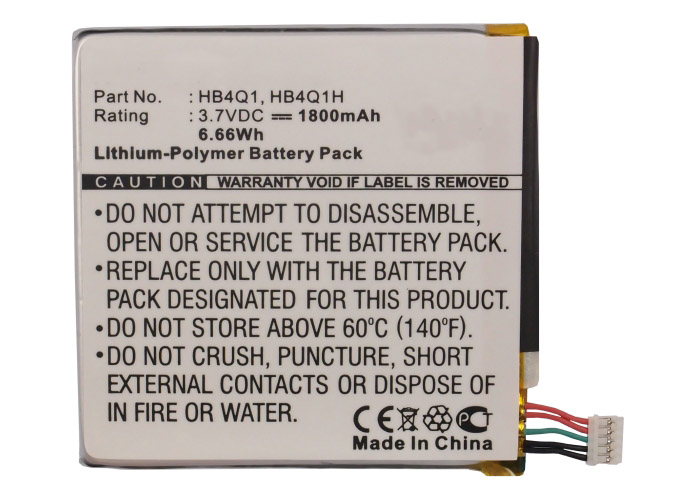 Part No. : HB4Q1, HB4Q1H
Rating : 3.7VDC ⎓ 1800mAh
6.66Wh
Lithium-Polymer Battery Pack
CAUTION WARRANTY VOID IF LABEL IS REMOVED
•DO NOT ATTEMPT TO DISASSEMBLE,
OPEN OR SERVICE THE BATTERY PACK.
•REPLACE ONLY WITH THE BATTERY
PACK DESIGNATED FOR THIS PRODUCT.
•DO NOT STORE ABOVE 60ºC (140ºF).
•DO NOT CRUSH, PUNCTURE, SHORT
EXTERNAL CONTACTS OR DISPOSE OF
IN FIRE OR WATER.
CE PCT
Made In China